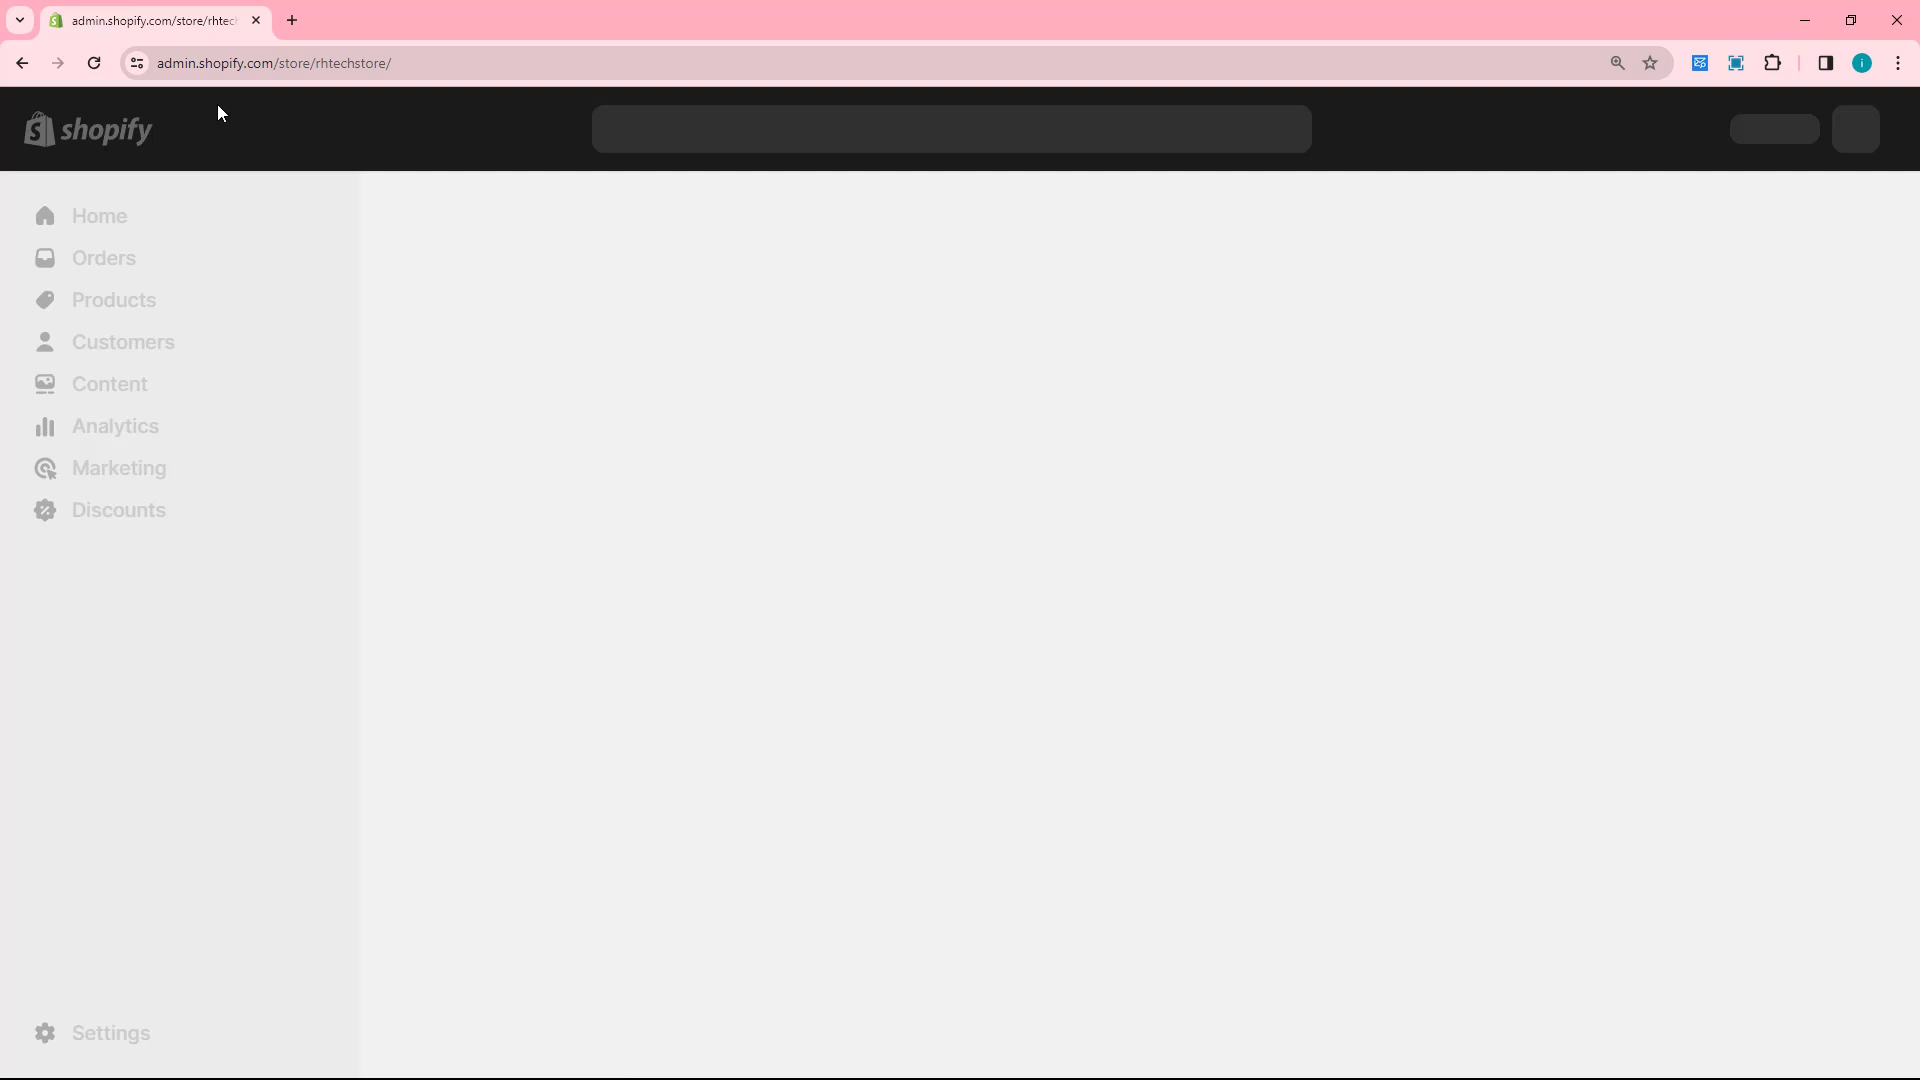 admin.shopify.com/store/rhtec
admin.shopify.com/store/rhtechstore/
i
shopify
Home
Orders
Products
Customers
Content
Analytics
Marketing
Discounts
Settings